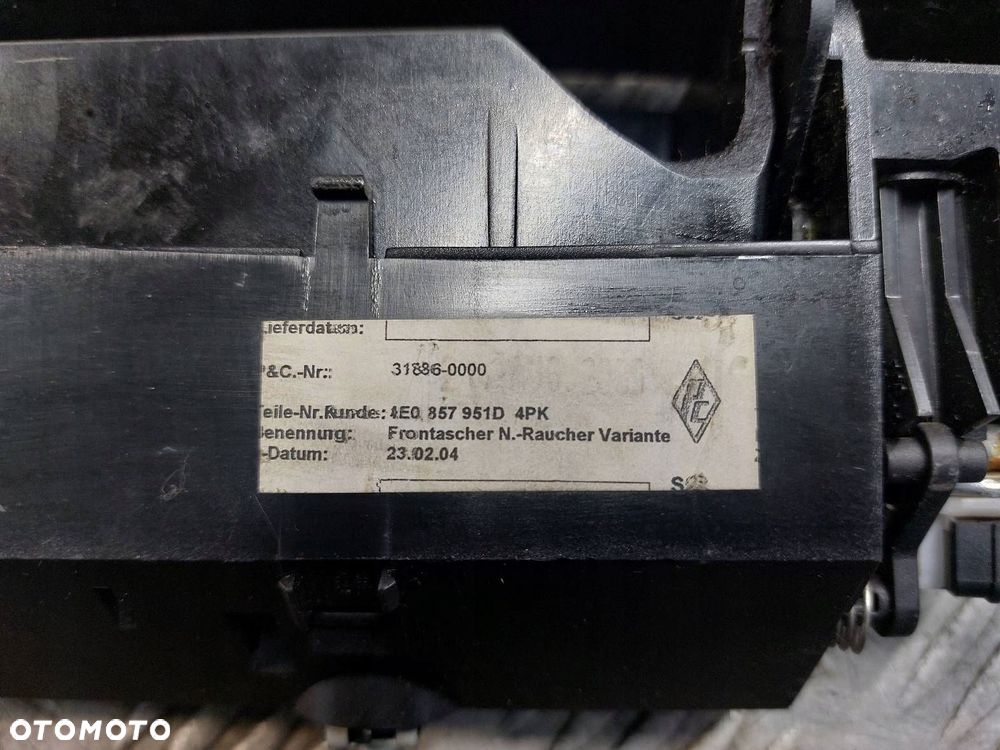 Lieferdatum:
P&C.-Nr.: 31886-0000
Teile-Nr.Kunde: 4E0 857 951D 4PK
Benennung: Frontascher N.-Raucher Variante
-Datum: 23.02.04
PC
OTOMOTO